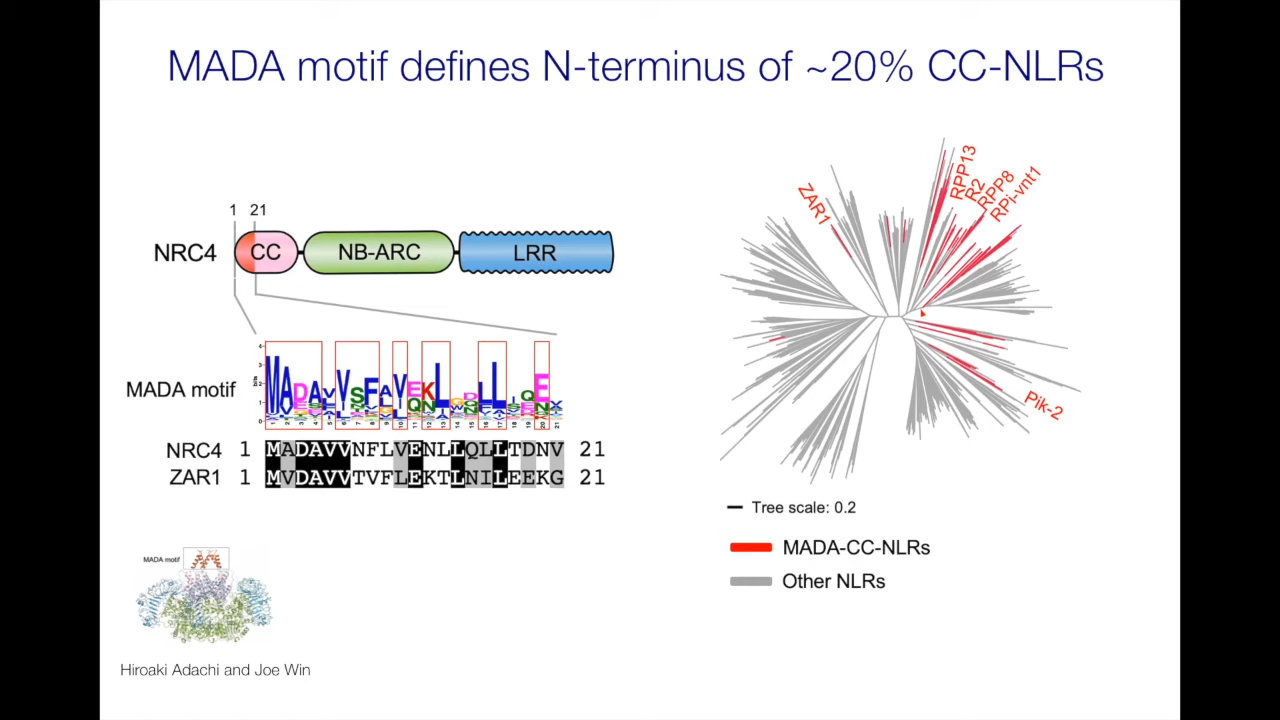 MADA motif defines N-terminus of ~20% CC-NLRs
1 21
NRC4 CC NB-ARC LRR
MADA motif
NRC4 1 MADAVVNFLVENLLQLLTDNV 21
ZAR1 1 MVDAVVTVFLEKTLNILEEKG 21
MADA motif
Hiroaki Adachi and Joe Win
ZAR1
RPP13
R2
RPP8
RPi-vnt1
Pik-2
Tree scale: 0.2
MADA-CC-NLRs
Other NLRs